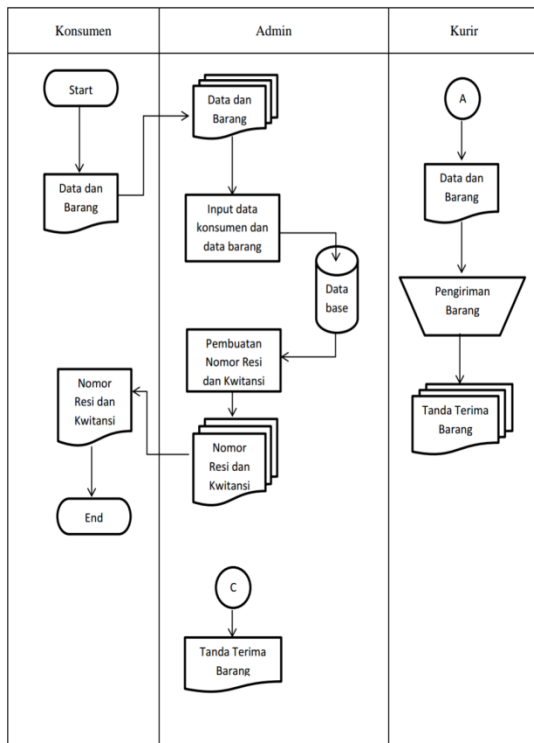 Konsumen
Admin
Kurir
Start
Data dan
Barang
Data dan
Barang
Input data
konsumen dan
data barang
Data
base
Pembuatan
Nomor Resi
dan Kwitansi
Nomor
Resi dan
Kwitansi
Nomor
Resi dan
Kwitansi
End
C
Tanda Terima
Barang
A
Data dan
Barang
Pengiriman
Barang
Tanda Terima
Barang